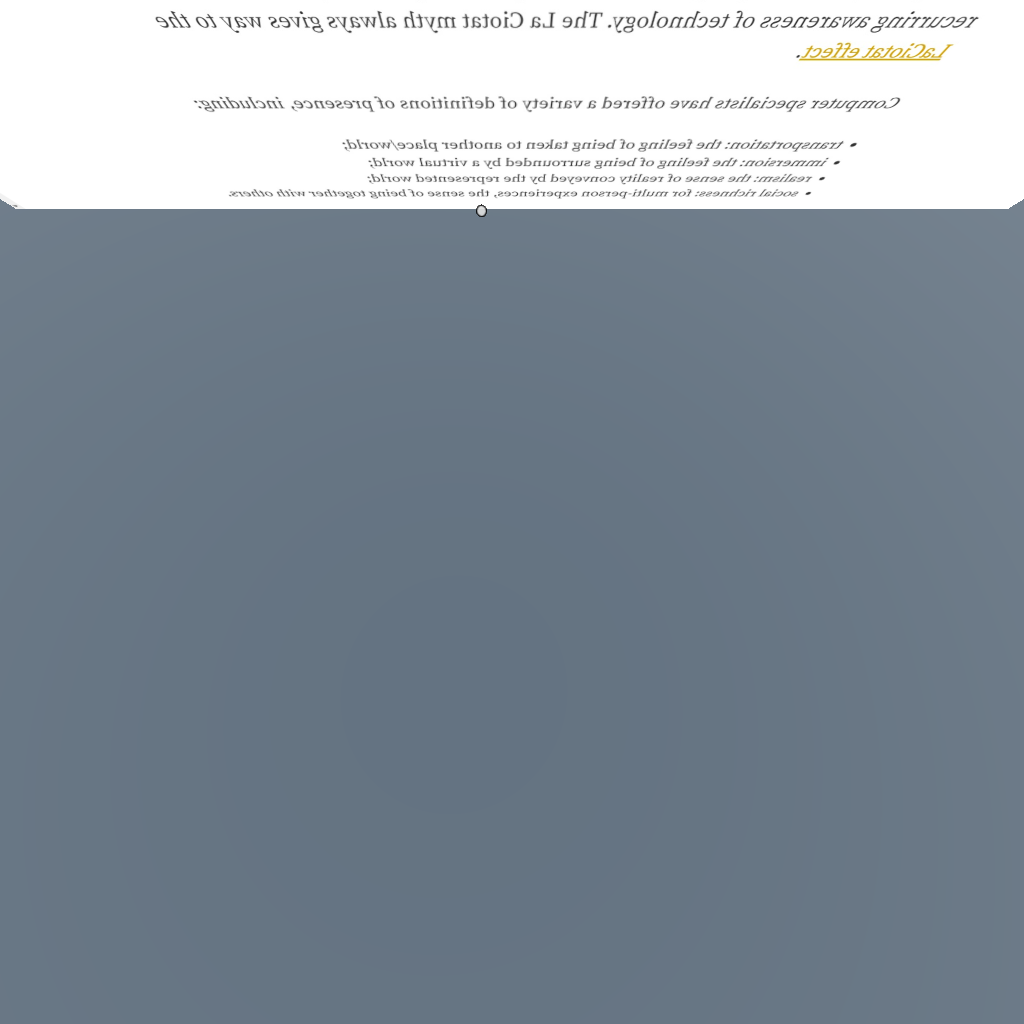 recurring awareness of technology. The La Ciotat myth always gives way to the
LaCiotat effect.
Computer specialists have offered a variety of definitions of presence, including:
• transportation: the feeling of being taken to another place/world;
• immersion: the feeling of being surrounded by a virtual world;
• realism: the sense of reality conveyed by the represented world;
• social richness: for multi-person experiences, the sense of being together with others.